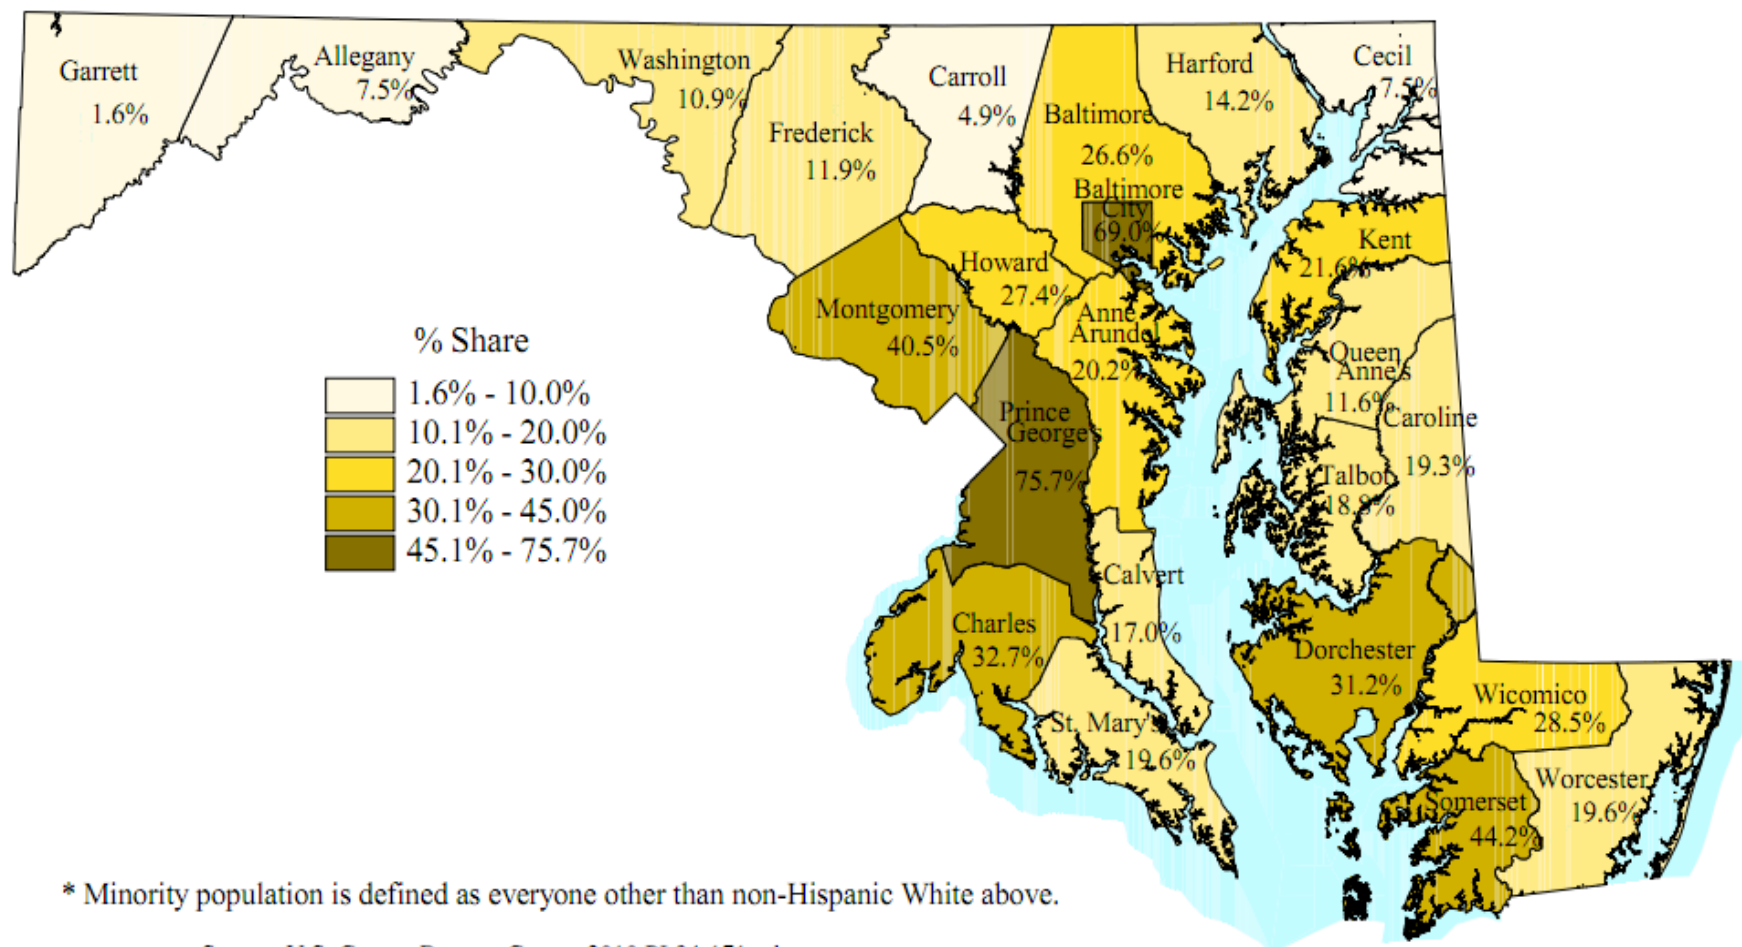 Garrett
1.6%
Allegany
7.5%
Washington
10.9%
Frederick
11.9%
Carroll
4.9%
Baltimore
26.6%
Baltimore
City
69.0%
Harford
14.2%
Cecil
7.5%
Kent
21.6%
Howard
27.4%
Montgomery
40.5%
Anne
Arundel
20.2%
Prince
George's
75.7%
Queen
Anne's
11.6%
Caroline
19.3%
Talbot
Calvert
17.0%
Charles
32.7%
St. Mary's
19.6%
Dorchester
31.2%
Wicomico
28.5%
Worcester
19.6%
Somerset
44.2%
% Share
1.6% - 10.0%
10.1% - 20.0%
20.1% - 30.0%
30.1% - 45.0%
45.1% - 75.7%
* Minority population is defined as everyone other than non-Hispanic White above.